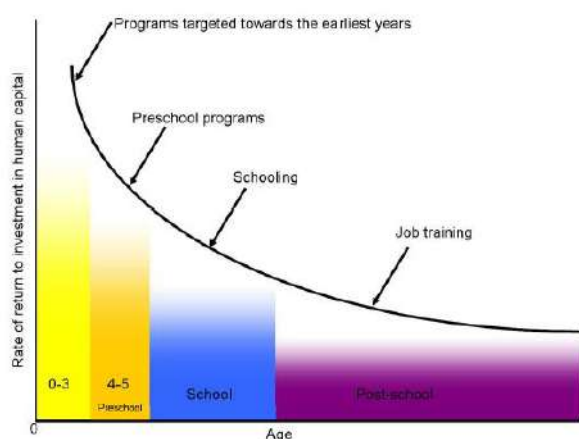 Programs targeted towards the earliest years
Preschool programs
Schooling
Job training
Rate of return to investment in human capital
0-3
4-5
Preschool
School
Post-school
0
Age